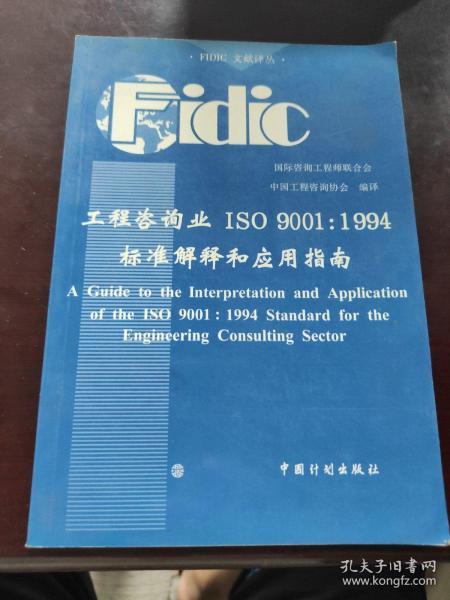 · FIDIC 文献译丛 ·
Fidic
国际咨询工程师联合会
中国工程咨询协会 编译
工程咨询业 ISO 9001:1994
标准解释和应用指南
A Guide to the Interpretation and Application
of the ISO 9001:1994 Standard for the
Engineering Consulting Sector
中国计划出版社
孔夫子旧书网
www.kongfz.com